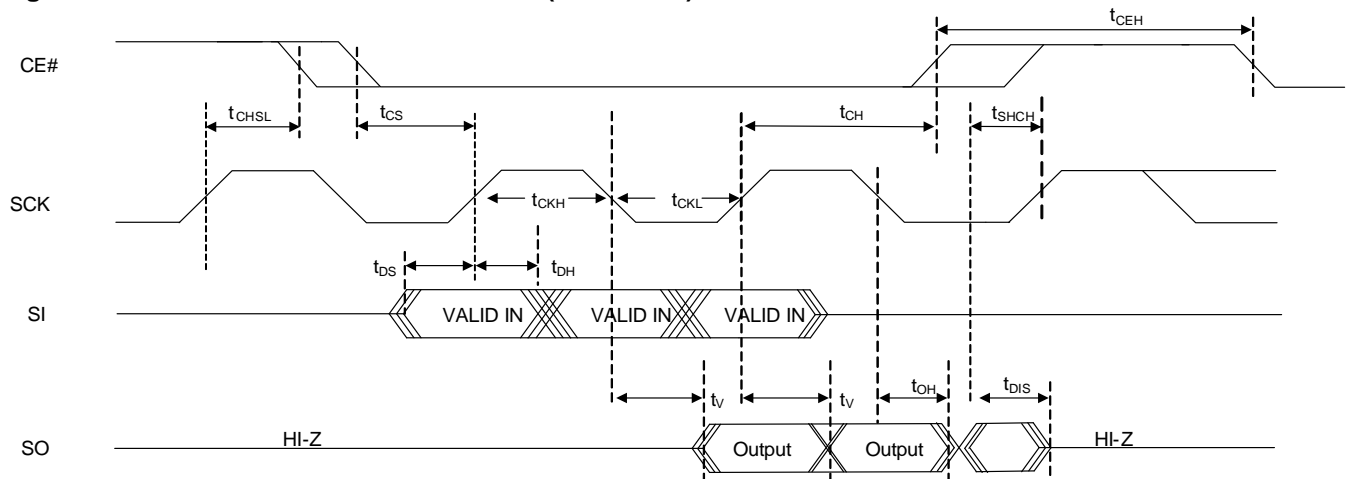 tCEH
CE#
tCHSL
tCS
tCH
tSHCH
SCK
tCKH
tCKL
tDS
tDH
SI
VALID IN
VALID IN
VALID IN
tV
tV
tOH
tDIS
SO
HI-Z
Output
Output
HI-Z